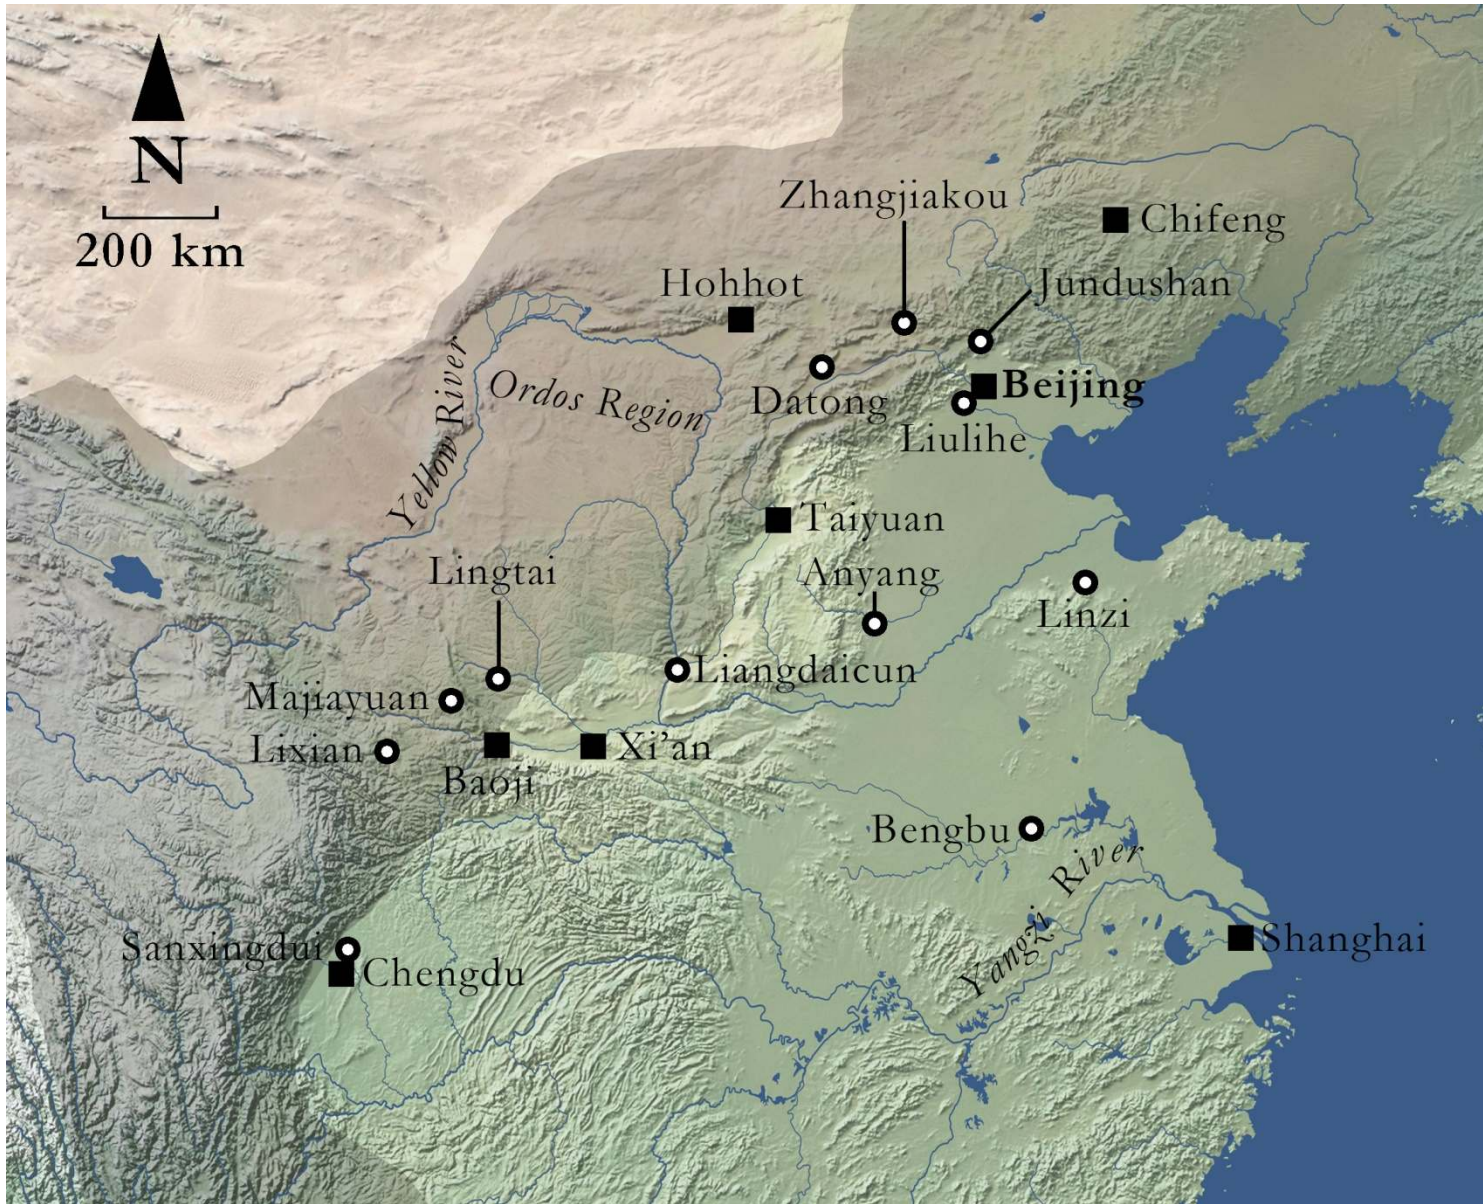 N
200 km
Zhangjiakou
Chifeng
Hohhot
Jundushan
Yellow River
Ordos Region
Datong
Beijing
Liulihe
Taiyuan
Lingtai
Anyang
Linzi
Liangdaicun
Majiayuan
Lixian
Baoji
Xi’an
Bengbu
Yangzi River
Sanxingdui
Chengdu
Shanghai